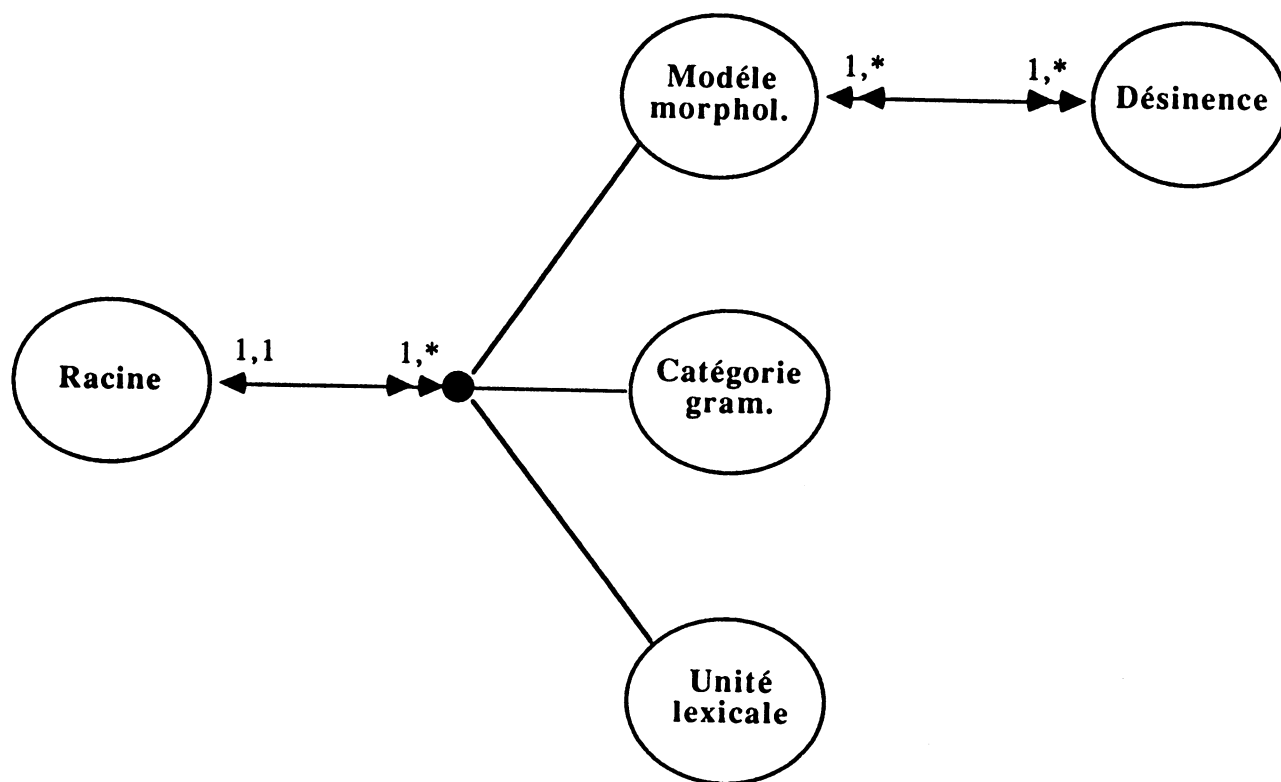 Modéle
morphol.
1,*
1,*
Désinence
Racine
1,1
1,*
Catégorie
gram.
Unité
lexicale